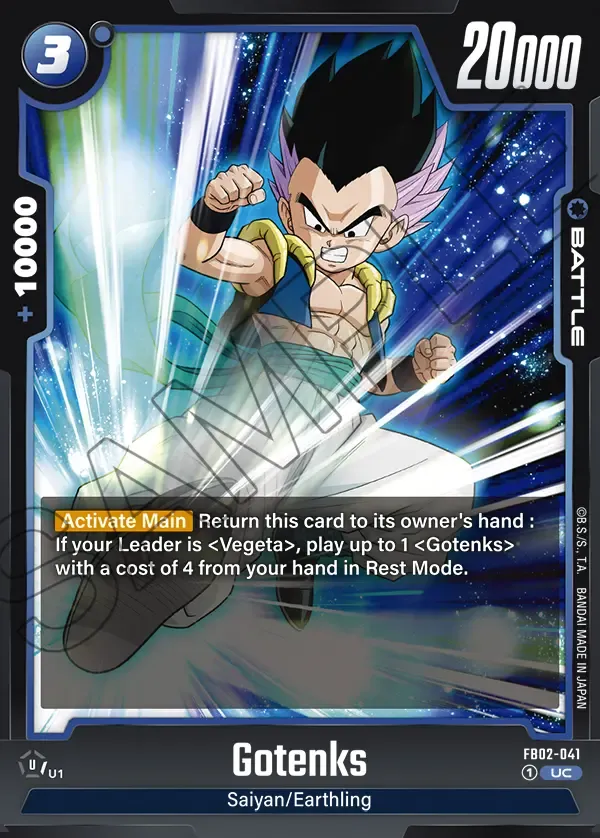 3
20000
+10000
BATTLE
SAMPLE
Activate Main Return this card to its owner's hand :
If your Leader is <Vegeta>, play up to 1 <Gotenks>
with a cost of 4 from your hand in Rest Mode.
©B.S./S., T.A. BANDAI MADE IN JAPAN
U/U1
Gotenks
FB02-041
1 UC
Saiyan/Earthling